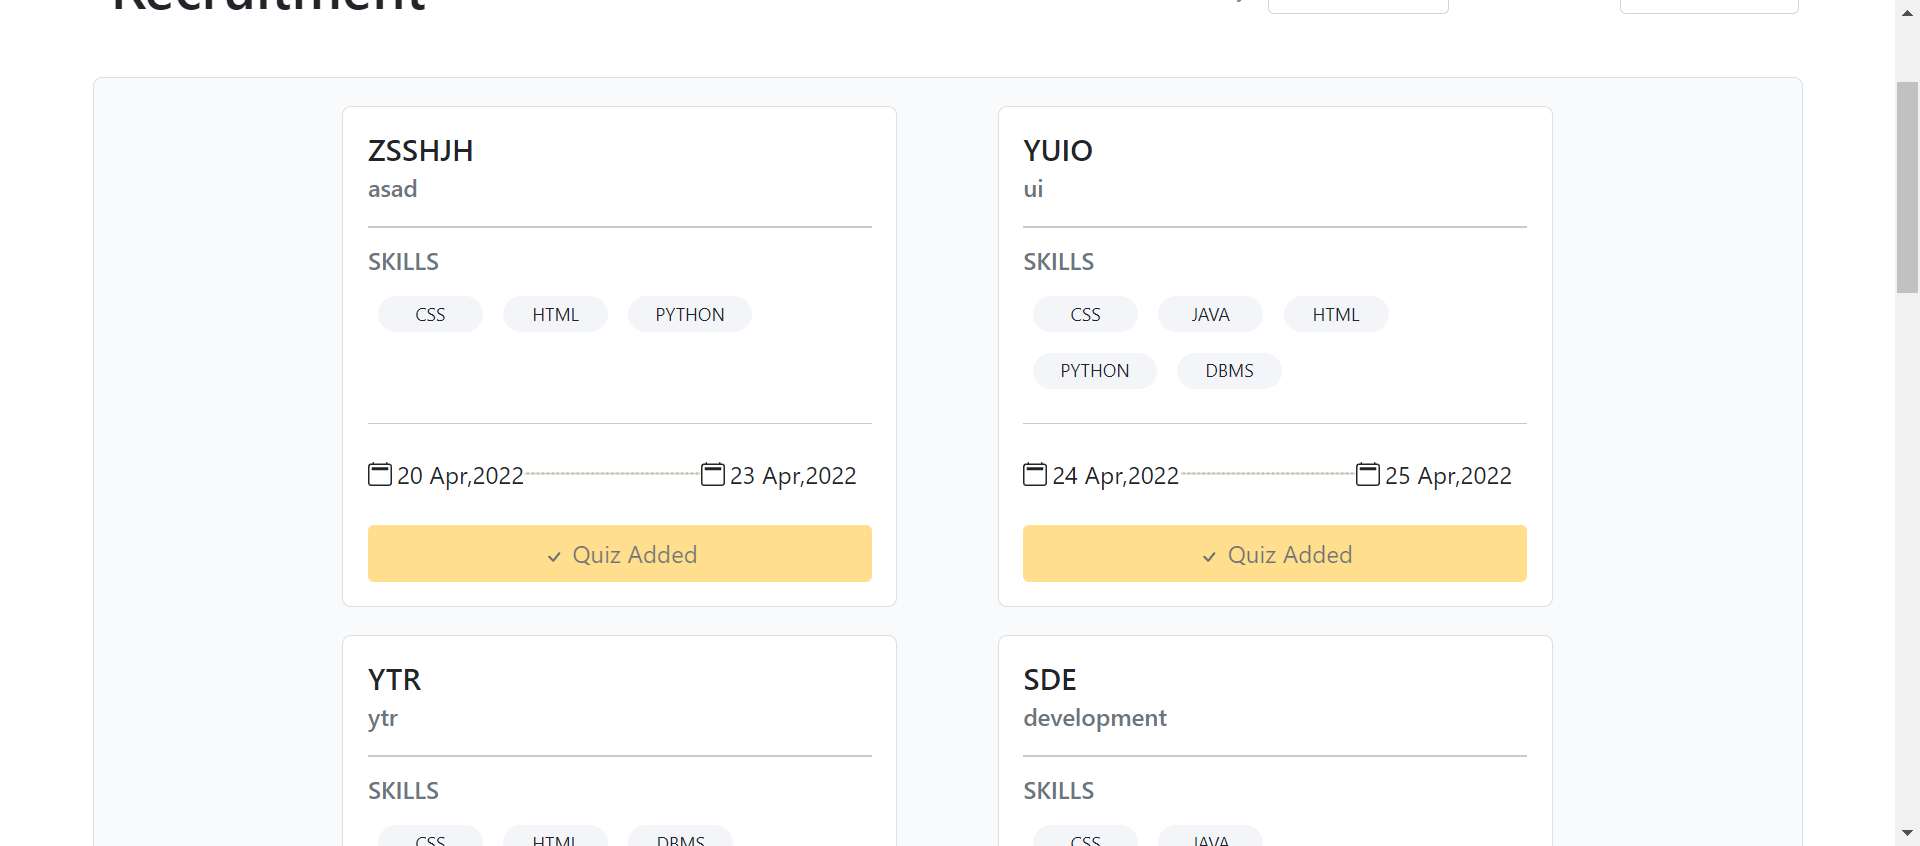 Recruitment
ZSSHJH
asad
SKILLS
CSS HTML PYTHON
20 Apr,2022 23 Apr,2022
Quiz Added
YUIO
ui
SKILLS
CSS JAVA HTML
PYTHON DBMS
24 Apr,2022 25 Apr,2022
Quiz Added
YTR
ytr
SKILLS
CSS HTML DBMS
SDE
development
SKILLS
CSS JAVA